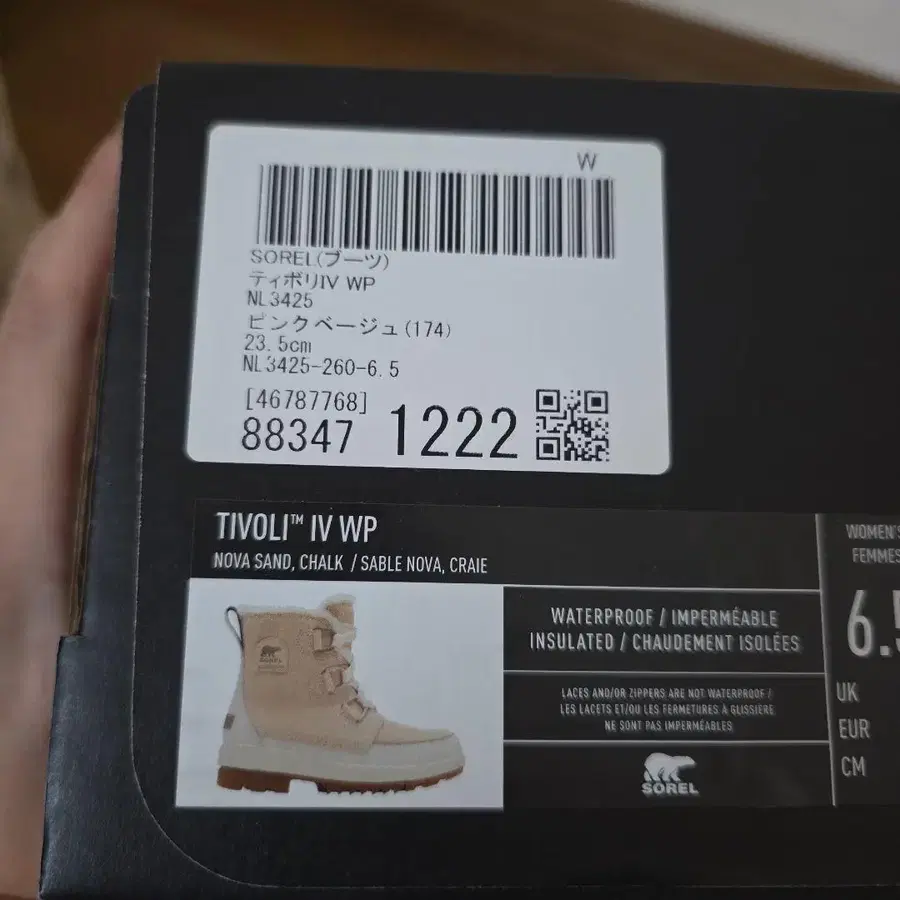 W
SOREL(ブーツ)
ティボリIV WP
NL3425
ピンクベージュ(174)
23.5cm
NL3425-260-6.5
[46787768]
88347 1222
TIVOLI™ IV WP
NOVA SAND, CHALK / SABLE NOVA, CRAIE
WATERPROOF / IMPERMÉABLE
INSULATED / CHAUDEMENT ISOLÉES
LACES AND/OR ZIPPERS ARE NOT WATERPROOF /
LES LACETS ET/OU LES FERMETURES À GLISSIÈRE
NE SONT PAS IMPERMÉABLES
SOREL
WOMEN'S
FEMMES
6.5
UK
EUR
CM
SOREL